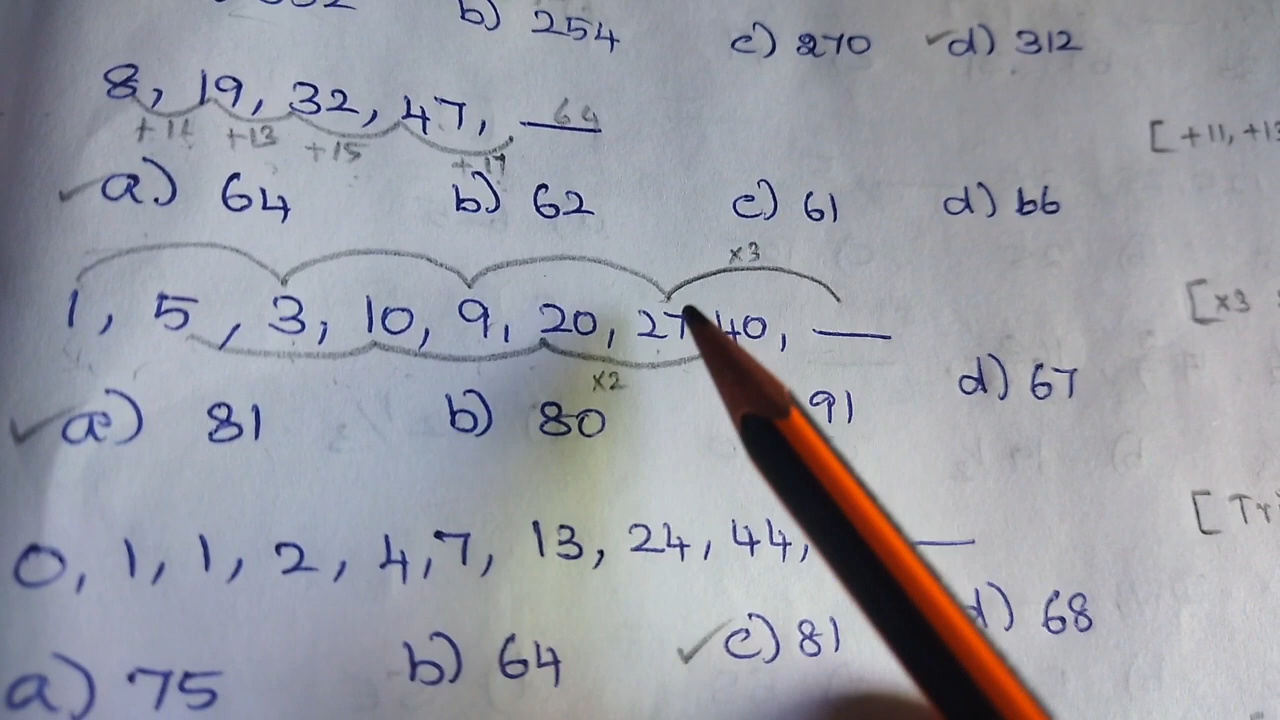 b) 254 c) 270 ✓d) 312
8, 19, 32, 47, 64
+11 +13 +15 +17 [+11, +13
✓a) 64 b) 62 c) 61 d) 66
×3
1, 5, 3, 10, 9, 20, 27 40, __ [×3
×2
✓a) 81 b) 80 91 d) 67
0, 1, 1, 2, 4, 7, 13, 24, 44, __ [Tr
a) 75 b) 64 ✓c) 81 d) 68